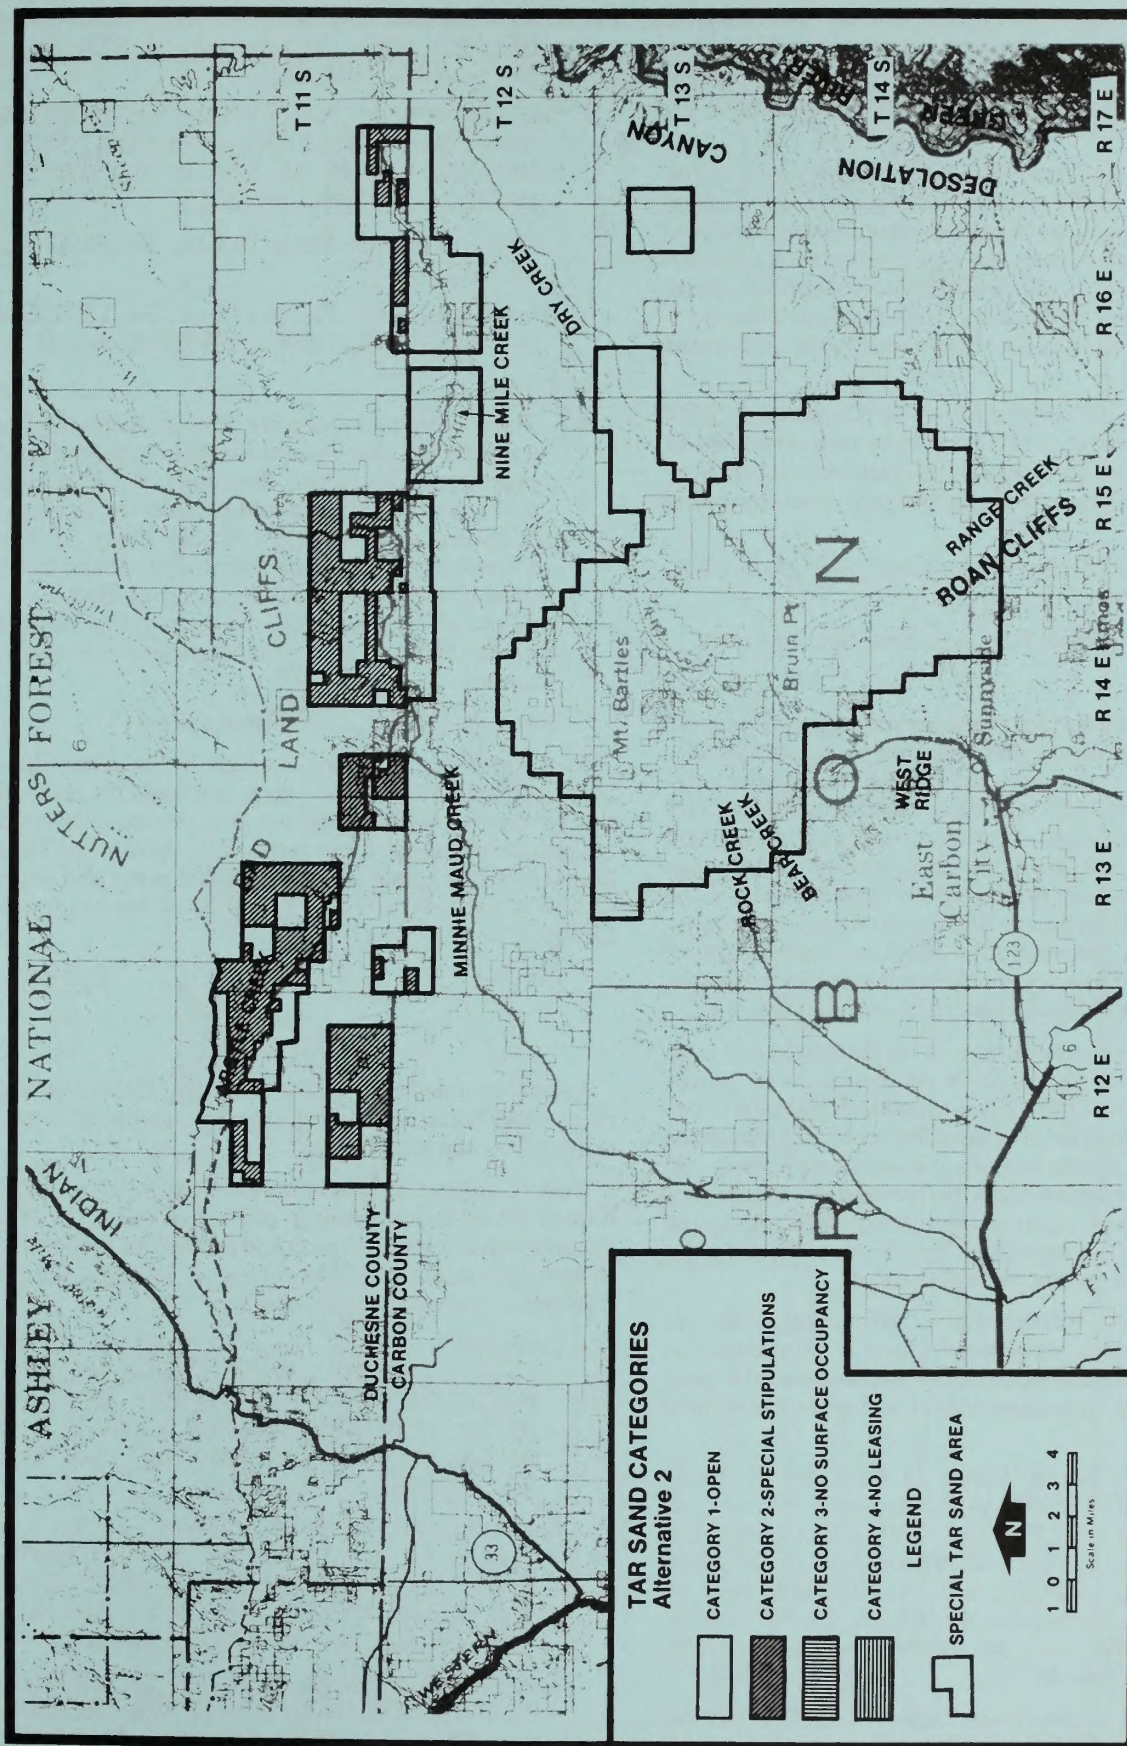 ASHLEY NATIONAL FOREST
INDIAN
NUTTERS
6
BAD LAND CLIFFS
T 11 S
T 12 S
T 13 S
T 14 S
DUCHESNE COUNTY
CARBON COUNTY
MINNIE MAUD CREEK
NINE MILE CREEK
DRY CREEK
CANYON
DESOLATION
GREEN RIVER
33
WESTERN
Mt. Bartles
Bruin Pt
ROCK CREEK
BEAR CREEK
WEST
RIDGE
RANGE CREEK
ROAN CLIFFS
East
Carbon
City
Sunnyside
123
6
C A R B O N
R 12 E
R 13 E
R 14 E
R 15 E
R 16 E
R 17 E
TAR SAND CATEGORIES
Alternative 2
CATEGORY 1-OPEN
CATEGORY 2-SPECIAL STIPULATIONS
CATEGORY 3-NO SURFACE OCCUPANCY
CATEGORY 4-NO LEASING
LEGEND
SPECIAL TAR SAND AREA
N
1 0 1 2 3 4
Scale in Miles